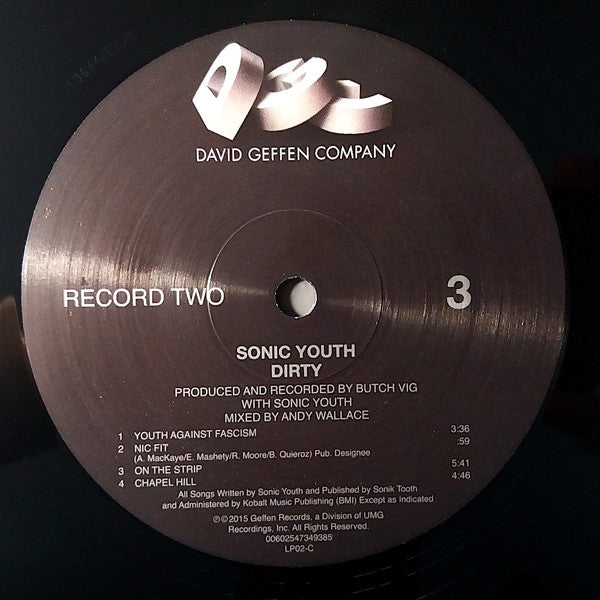 DGC
DAVID GEFFEN COMPANY
RECORD TWO 3
SONIC YOUTH
DIRTY
PRODUCED AND RECORDED BY BUTCH VIG
WITH SONIC YOUTH
MIXED BY ANDY WALLACE
1 YOUTH AGAINST FASCISM 3:36
2 NIC FIT :59
(A. MacKaye/E. Mashety/R. Moore/B. Quieroz) Pub. Designee
3 ON THE STRIP 5:41
4 CHAPEL HILL 4:46
All Songs Written by Sonic Youth and Published by Sonik Tooth
and Administered by Kobalt Music Publishing (BMI) Except as Indicated
℗©2015 Geffen Records, a Division of UMG
Recordings, Inc. All Rights Reserved.
00602547349385
LP02-C